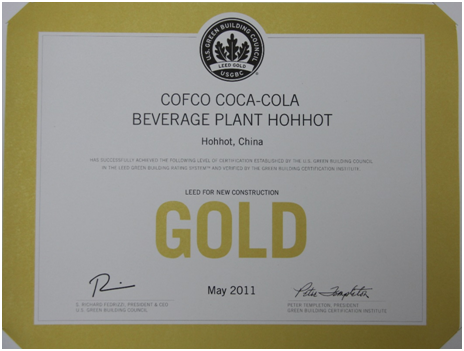 U.S. GREEN BUILDING COUNCIL
LEED GOLD
USGBC
COFCO COCA-COLA
BEVERAGE PLANT HOHHOT
Hohhot, China
HAS SUCCESSFULLY ACHIEVED THE FOLLOWING LEVEL OF CERTIFICATION ESTABLISHED BY THE U.S. GREEN BUILDING COUNCIL
IN THE LEED GREEN BUILDING RATING SYSTEM™ AND VERIFIED BY THE GREEN BUILDING CERTIFICATION INSTITUTE.
LEED FOR NEW CONSTRUCTION
GOLD
May 2011
Peter Templeton
S. RICHARD FEDRIZZI, PRESIDENT & CEO
U.S. GREEN BUILDING COUNCIL
PETER TEMPLETON, PRESIDENT
GREEN BUILDING CERTIFICATION INSTITUTE